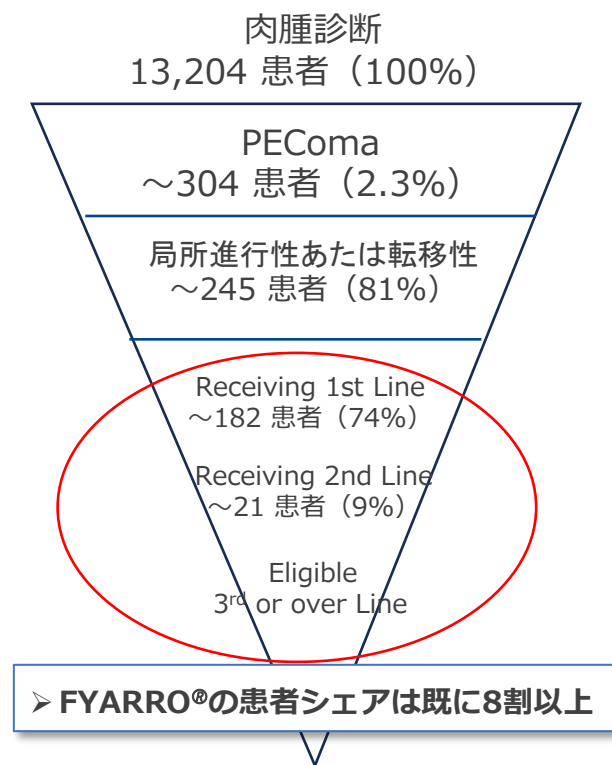 肉腫診断
13,204 患者（100%）
PEComa
～304 患者（2.3%）
局所進行性あたは転移性
～245 患者（81%）
Receiving 1st Line
～182 患者（74%）
Receiving 2nd Line
～21 患者（9%）
Eligible
3rd or over Line
➢ FYARRO®の患者シェアは既に8割以上